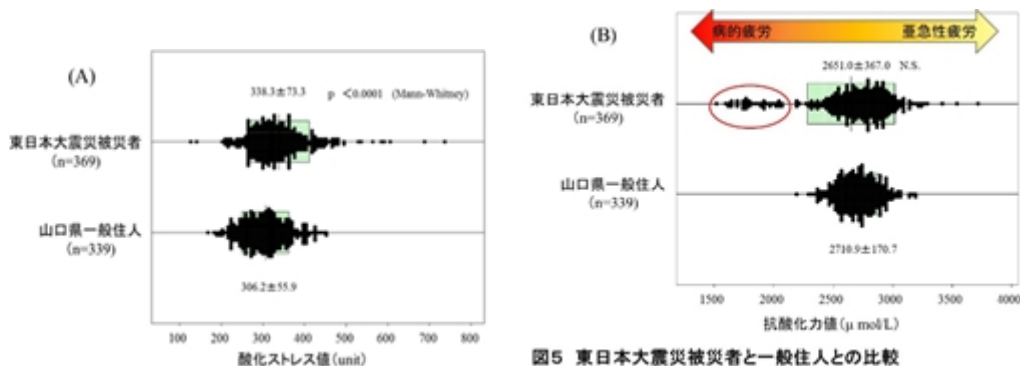 (A)
338.3±73.3
p <0.0001 (Mann-Whitney)
東日本大震災被災者
(n=369)
山口県一般住人
(n=339)
306.2±55.9
100 200 300 400 500 600 700 800
酸化ストレス値(unit)
(B)
病的疲労 亜急性疲労
2651.0±367.0 N.S.
東日本大震災被災者
(n=369)
山口県一般住人
(n=339)
2710.9±170.7
1500 2000 2500 3000 3500 4000
抗酸化力値(μ mol/L)
図5 東日本大震災被災者と一般住人との比較